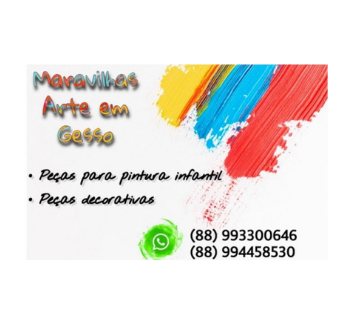 Maravilhas
Arte em
Gesso
• Peças para pintura infantil
• Peças decorativas
(88) 993300646
(88) 994458530